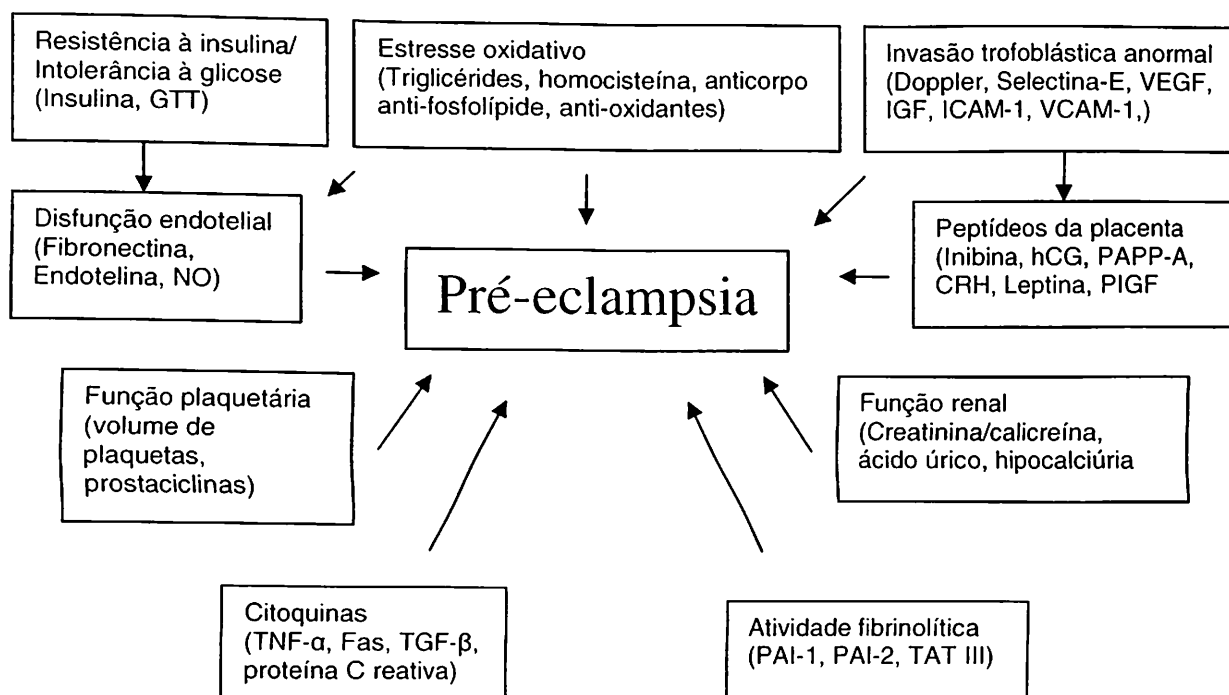 Resistência à insulina/
Intolerância à glicose
(Insulina, GTT)
Estresse oxidativo
(Triglicérides, homocisteína, anticorpo
anti-fosfolípide, anti-oxidantes)
Invasão trofoblástica anormal
(Doppler, Selectina-E, VEGF,
IGF, ICAM-1, VCAM-1,)
Disfunção endotelial
(Fibronectina,
Endotelina, NO)
Pré-eclampsia
Peptídeos da placenta
(Inibina, hCG, PAPP-A,
CRH, Leptina, PIGF
Função plaquetária
(volume de
plaquetas,
prostaciclinas)
Função renal
(Creatinina/calicreína,
ácido úrico, hipocalciúria
Citoquinas
(TNF-α, Fas, TGF-β,
proteína C reativa)
Atividade fibrinolítica
(PAI-1, PAI-2, TAT III)